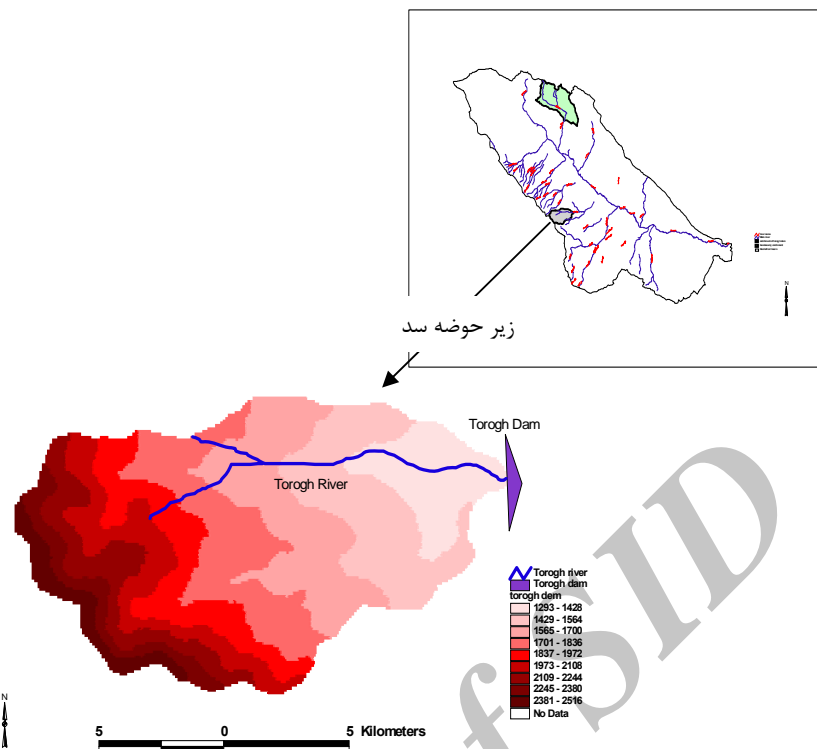 N
زیر حوضه سد
Torogh Dam
Torogh River
Torogh river
Torogh dam
torogh dem
1293 - 1428
1429 - 1564
1565 - 1700
1701 - 1836
1837 - 1972
1973 - 2108
2109 - 2244
2245 - 2380
2381 - 2516
No Data
N
5 0 5 Kilometers
f SID